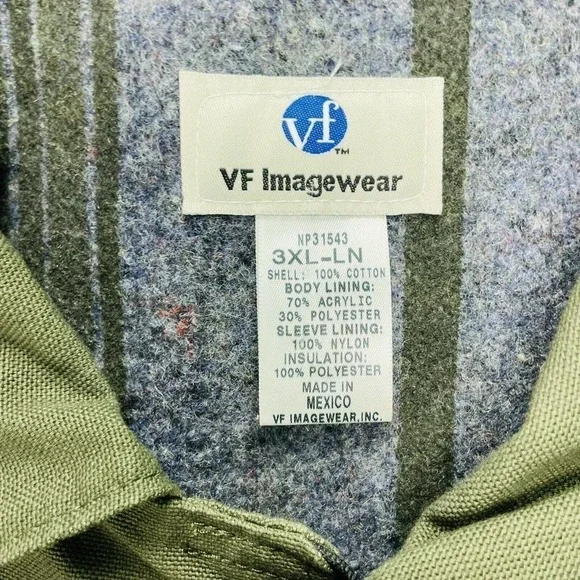 vf
TM
VF Imagewear
NP31543
3XL-LN
SHELL: 100% COTTON
BODY LINING:
70% ACRYLIC
30% POLYESTER
SLEEVE LINING:
100% NYLON
INSULATION:
100% POLYESTER
MADE IN
MEXICO
VF IMAGEWEAR,INC.